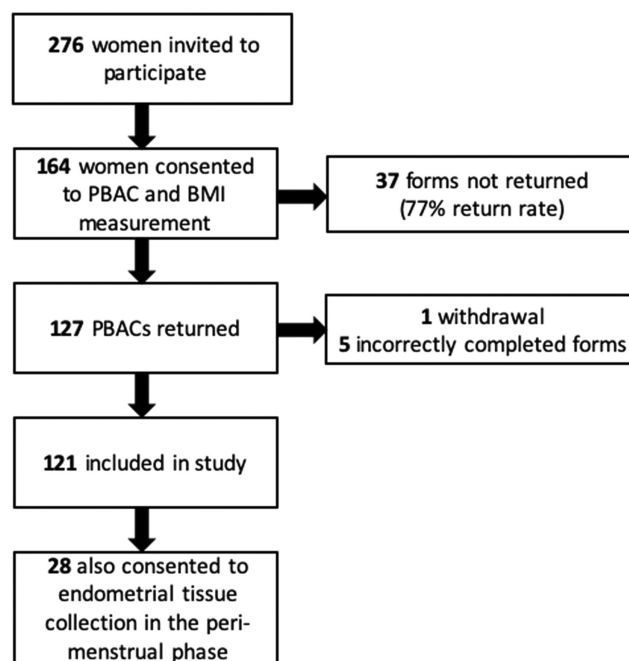 276 women invited to
participate
164 women consented
to PBAC and BMI
measurement
37 forms not returned
(77% return rate)
127 PBACs returned
1 withdrawal
5 incorrectly completed forms
121 included in study
28 also consented to
endometrial tissue
collection in the peri-
menstrual phase